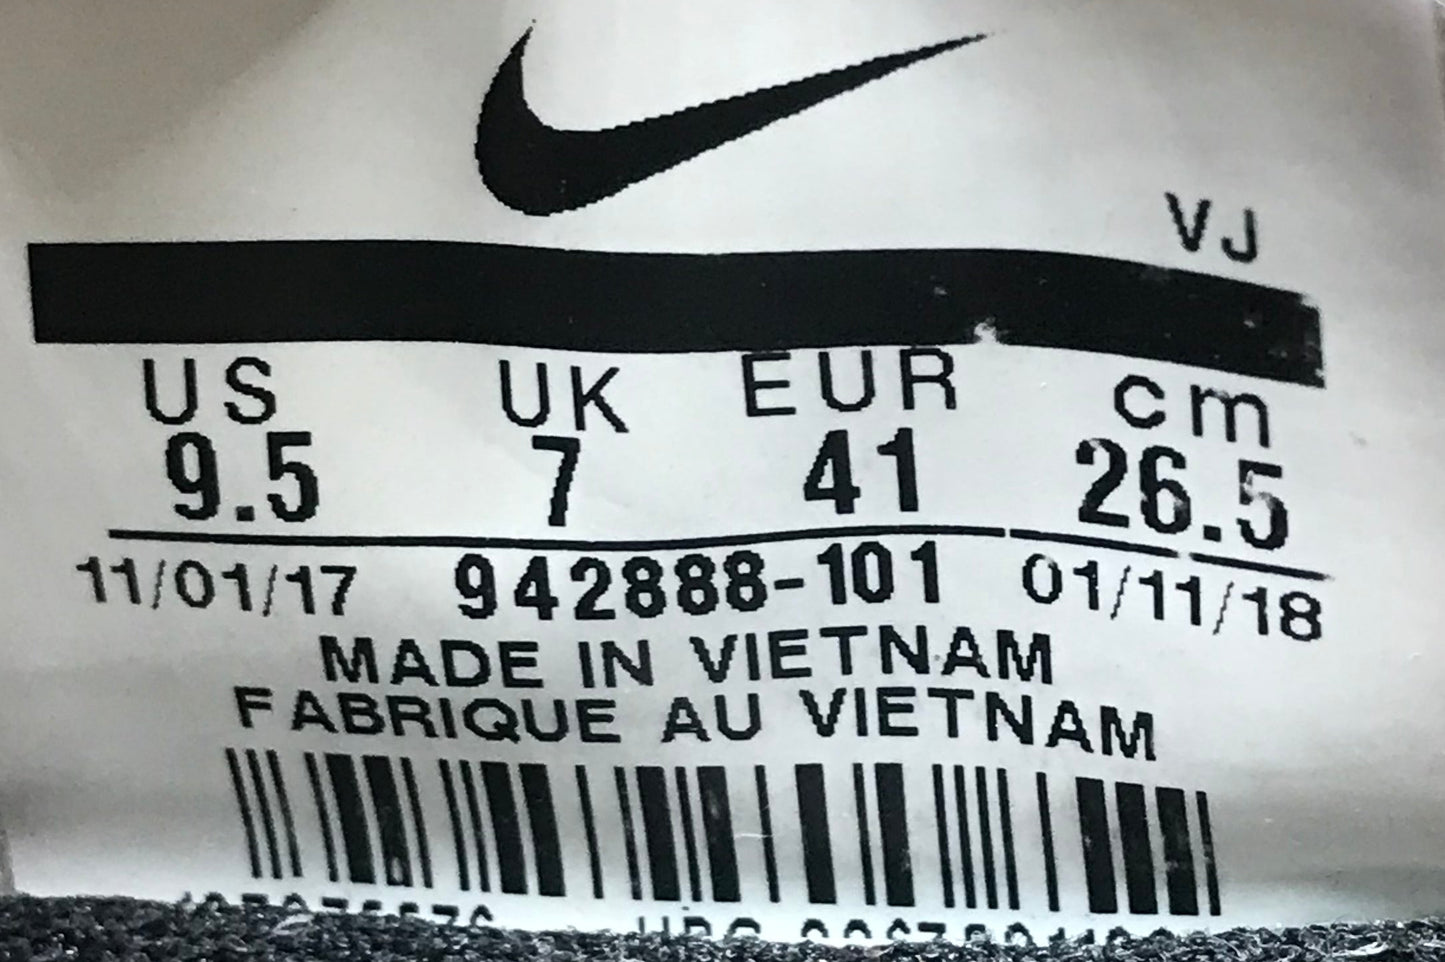 VJ
US UK EUR cm
9.5 7 41 26.5
11/01/17 942888-101 01/11/18
MADE IN VIETNAM
FABRIQUE AU VIETNAM